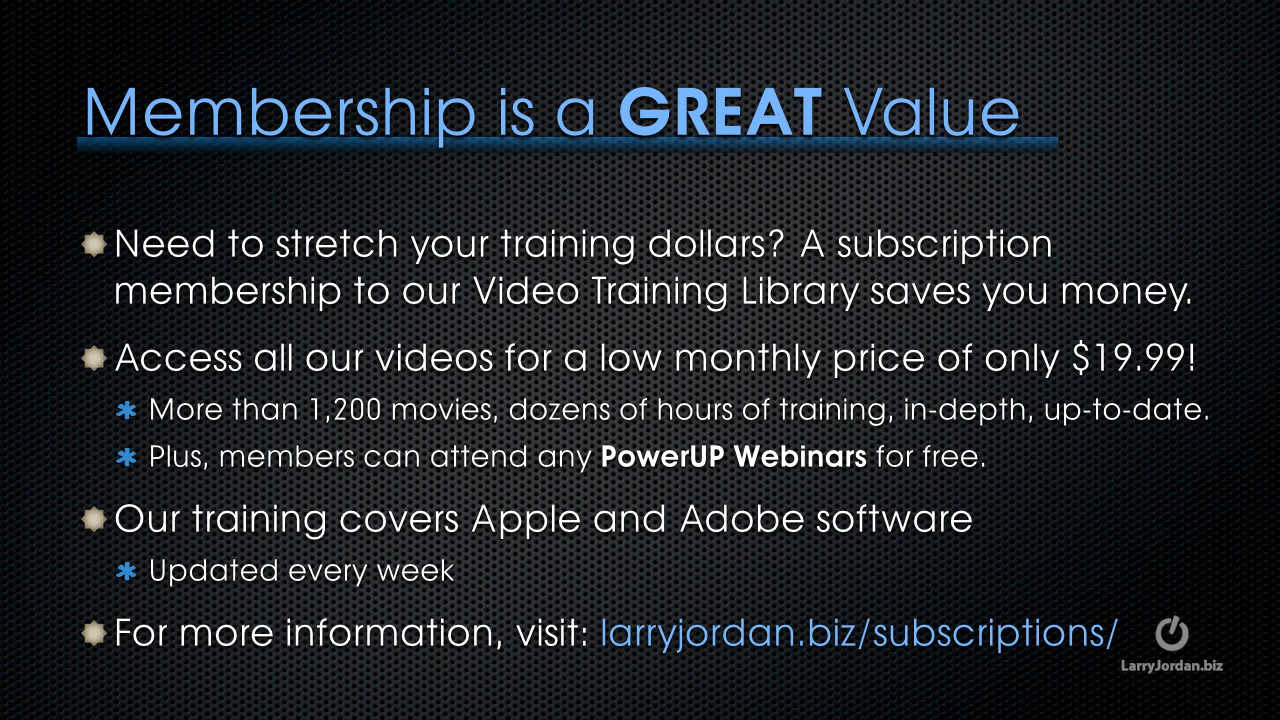 Membership is a GREAT Value
Need to stretch your training dollars? A subscription
membership to our Video Training Library saves you money.
Access all our videos for a low monthly price of only $19.99!
More than 1,200 movies, dozens of hours of training, in-depth, up-to-date.
Plus, members can attend any PowerUP Webinars for free.
Our training covers Apple and Adobe software
Updated every week
For more information, visit: larryjordan.biz/subscriptions/
LarryJordan.biz